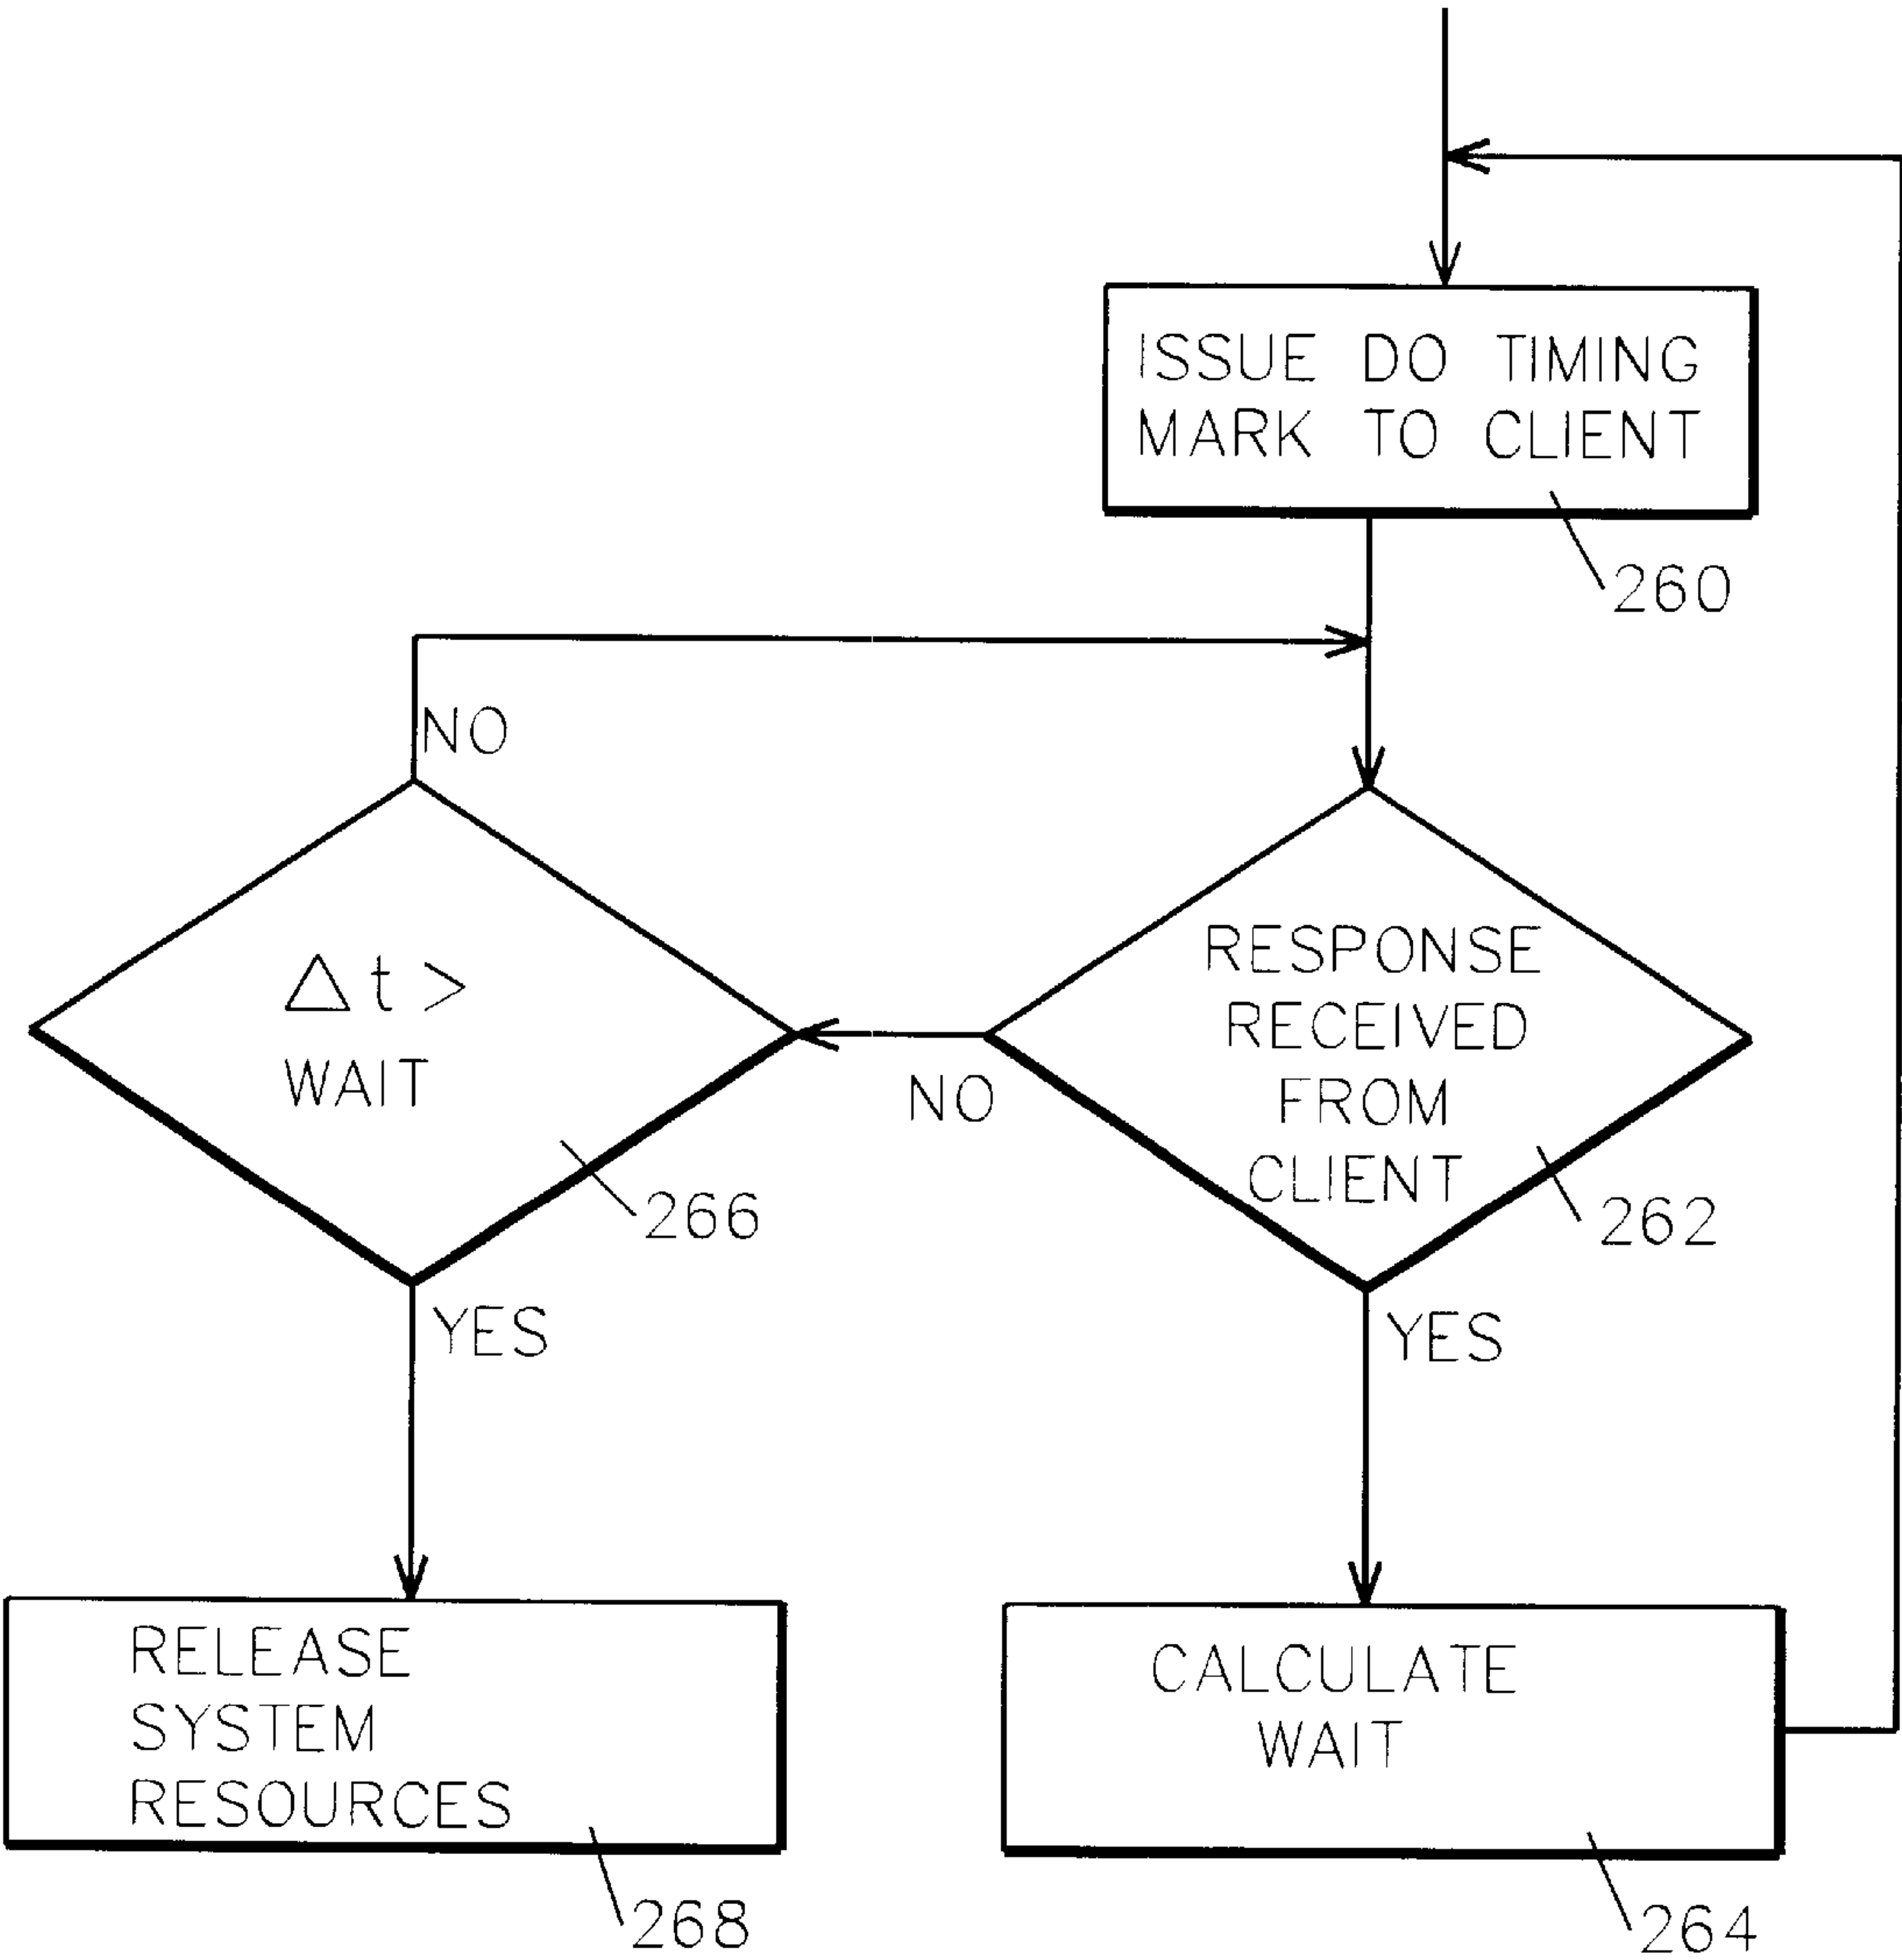 ISSUE DO TIMING
MARK TO CLIENT
260
NO
Δt>
WAIT
266
YES
NO
RESPONSE
RECEIVED
FROM
CLIENT
262
YES
RELEASE
SYSTEM
RESOURCES
268
CALCULATE
WAIT
264